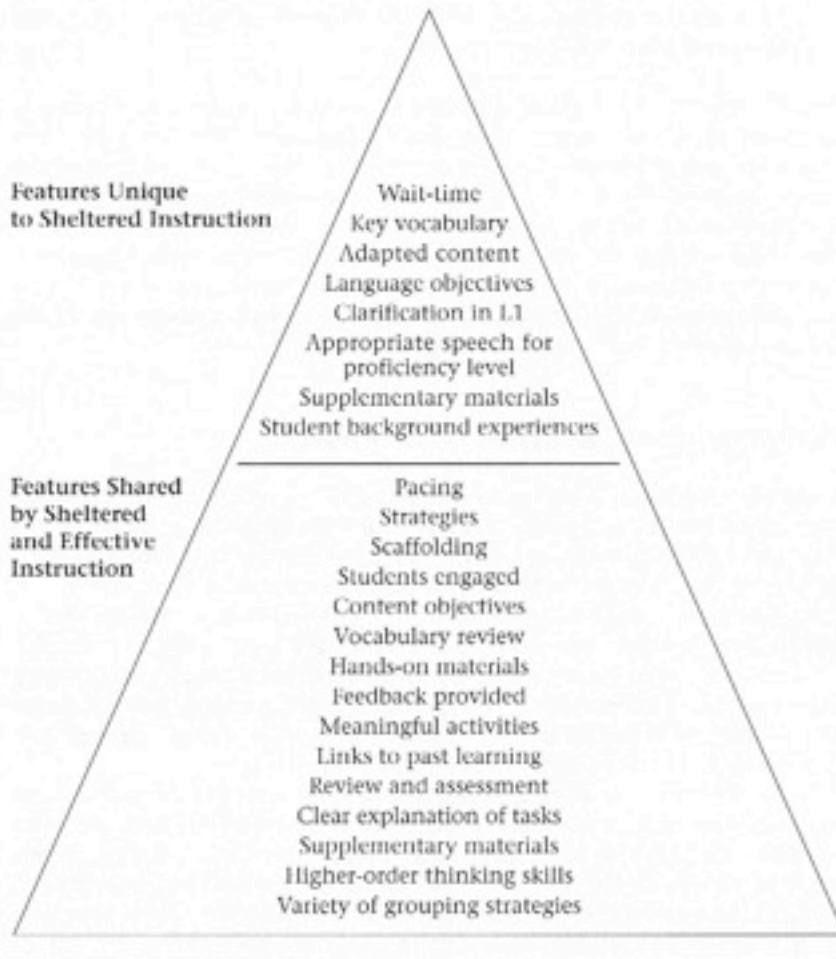 Features Unique
to Sheltered Instruction
Wait-time
Key vocabulary
Adapted content
Language objectives
Clarification in L1
Appropriate speech for
proficiency level
Supplementary materials
Student background experiences
Features Shared
by Sheltered
and Effective
Instruction
Pacing
Strategies
Scaffolding
Students engaged
Content objectives
Vocabulary review
Hands-on materials
Feedback provided
Meaningful activities
Links to past learning
Review and assessment
Clear explanation of tasks
Supplementary materials
Higher-order thinking skills
Variety of grouping strategies